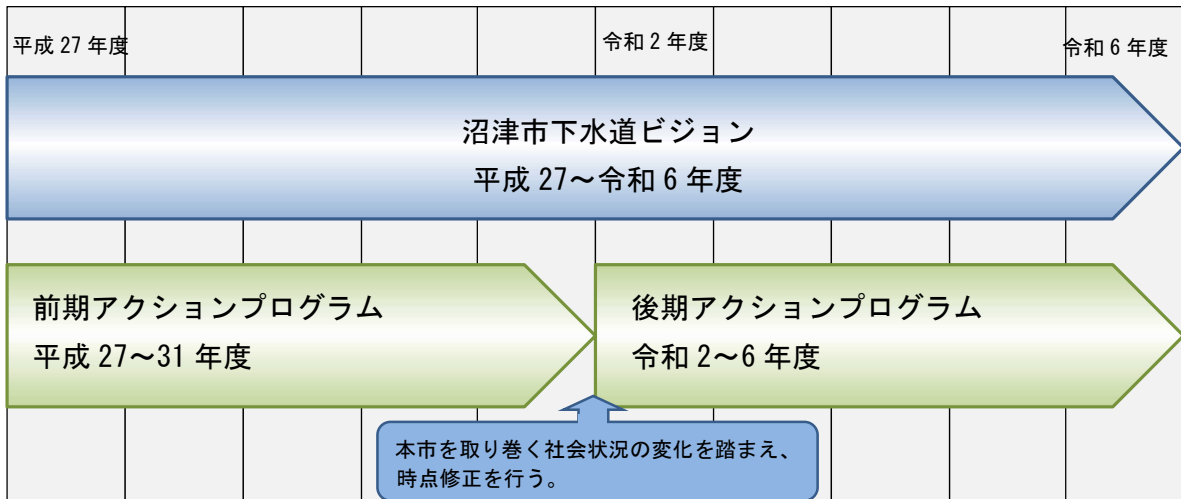 平成 27 年度
令和 2 年度
令和 6 年度
沼津市下水道ビジョン
平成 27～令和 6 年度
前期アクションプログラム
平成 27～31 年度
後期アクションプログラム
令和 2～6 年度
本市を取り巻く社会状況の変化を踏まえ、
時点修正を行う。